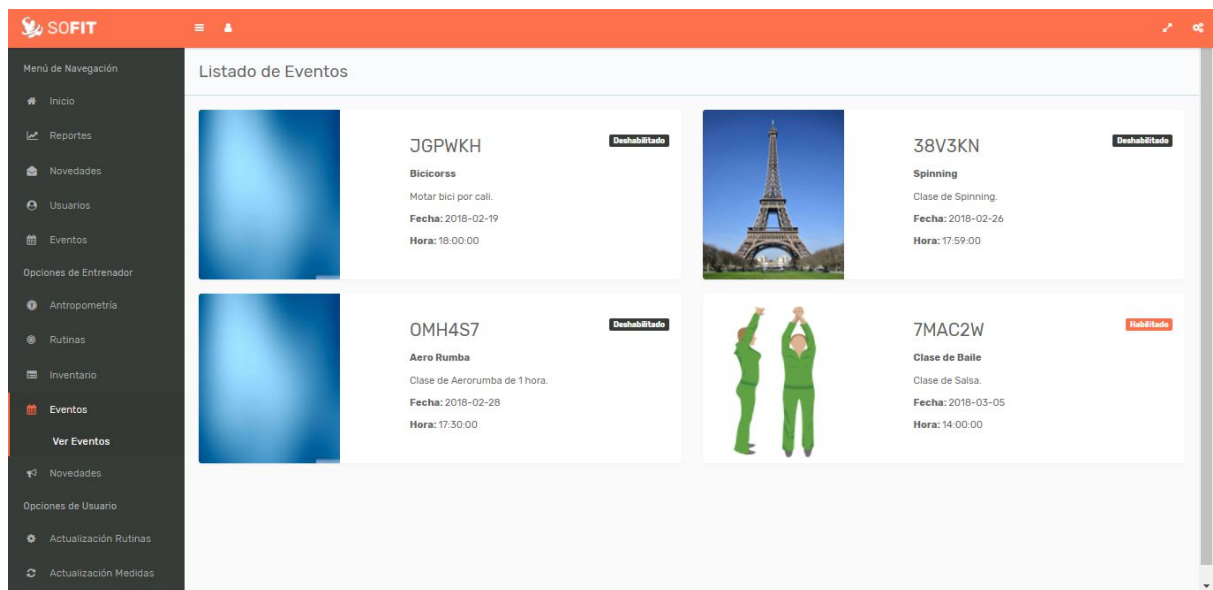 SOFIT
Menú de Navegación
Inicio
Reportes
Novedades
Usuarios
Eventos
Opciones de Entrenador
Antropometría
Rutinas
Inventario
Eventos
Ver Eventos
Novedades
Opciones de Usuario
Actualización Rutinas
Actualización Medidas
Listado de Eventos
JGPWKH
Deshabilitado
Bicicorss
Motar bici por cali.
Fecha: 2018-02-19
Hora: 18:00:00
38V3KN
Deshabilitado
Spinning
Clase de Spinning.
Fecha: 2018-02-26
Hora: 17:59:00
OMH4S7
Deshabilitado
Aero Rumba
Clase de Aerorumba de 1 hora.
Fecha: 2018-02-28
Hora: 17:30:00
7MAC2W
Habilitado
Clase de Baile
Clase de Salsa.
Fecha: 2018-03-05
Hora: 14:00:00